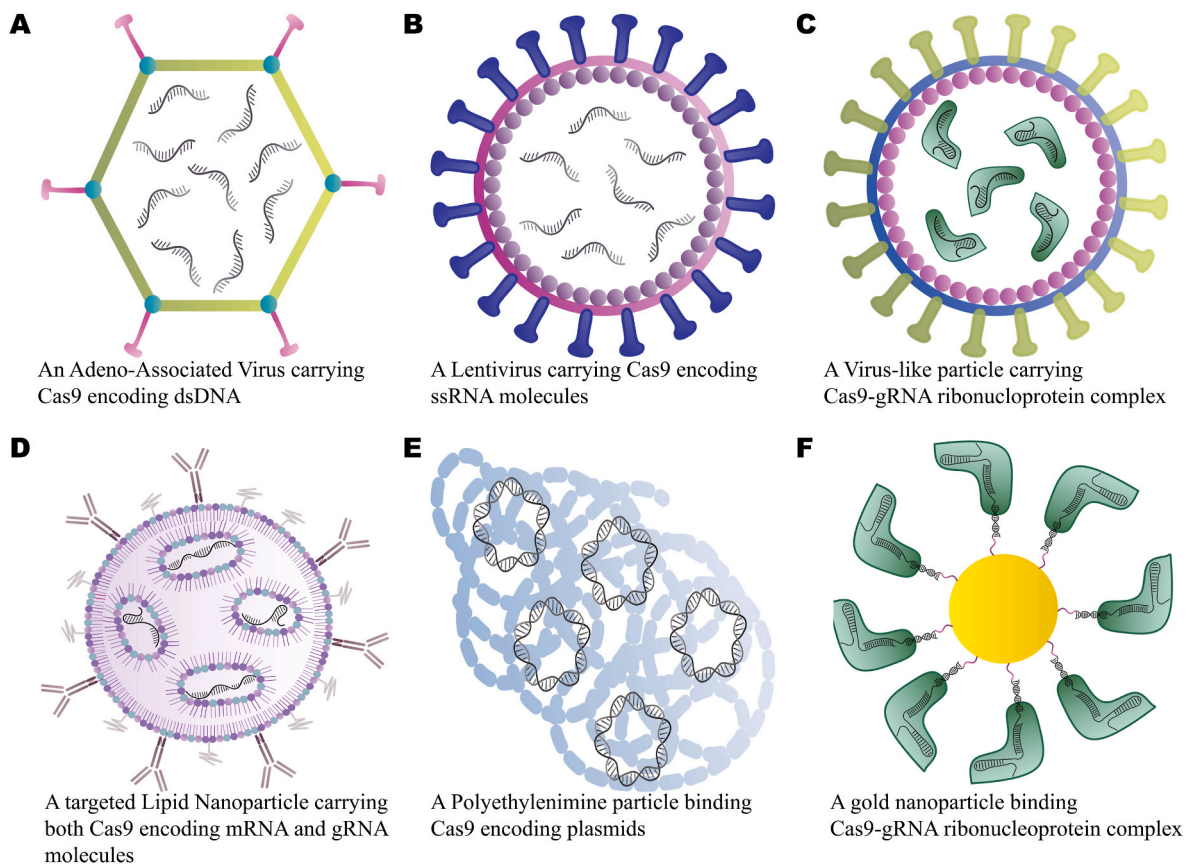 A
An Adeno-Associated Virus carrying
Cas9 encoding dsDNA
B
A Lentivirus carrying Cas9 encoding
ssRNA molecules
C
A Virus-like particle carrying
Cas9-gRNA ribonucloprotein complex
D
A targeted Lipid Nanoparticle carrying
both Cas9 encoding mRNA and gRNA
molecules
E
A Polyethylenimine particle binding
Cas9 encoding plasmids
F
A gold nanoparticle binding
Cas9-gRNA ribonucleoprotein complex